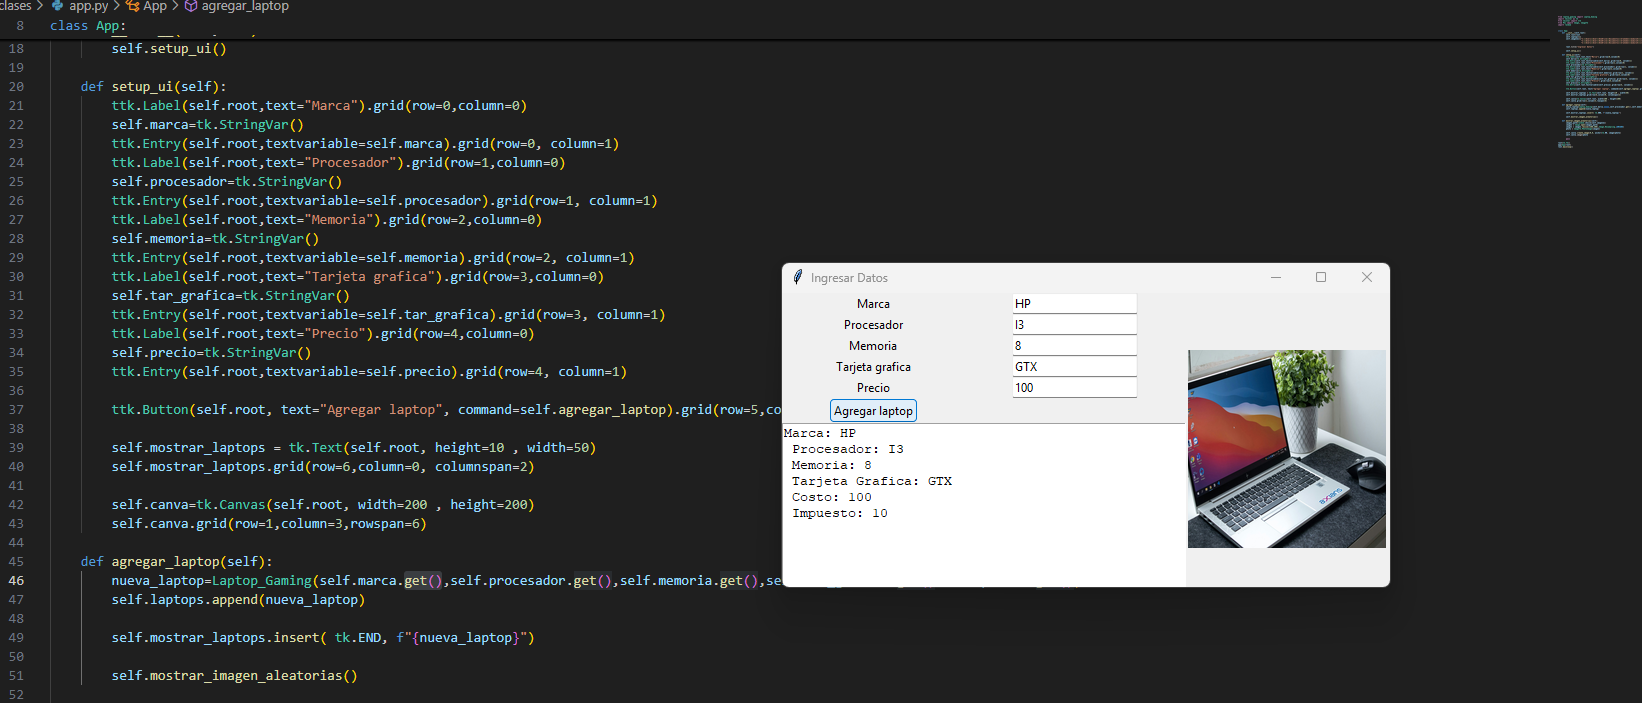 clases > app.py > App > agregar_laptop
8 class App:
18 self.setup_ui()
19
20 def setup_ui(self):
21 ttk.Label(self.root,text="Marca").grid(row=0,column=0)
22 self.marca=tk.StringVar()
23 ttk.Entry(self.root,textvariable=self.marca).grid(row=0, column=1)
24 ttk.Label(self.root,text="Procesador").grid(row=1,column=0)
25 self.procesador=tk.StringVar()
26 ttk.Entry(self.root,textvariable=self.procesador).grid(row=1, column=1)
27 ttk.Label(self.root,text="Memoria").grid(row=2,column=0)
28 self.memoria=tk.StringVar()
29 ttk.Entry(self.root,textvariable=self.memoria).grid(row=2, column=1)
30 ttk.Label(self.root,text="Tarjeta grafica").grid(row=3,column=0)
31 self.tar_grafica=tk.StringVar()
32 ttk.Entry(self.root,textvariable=self.tar_grafica).grid(row=3, column=1)
33 ttk.Label(self.root,text="Precio").grid(row=4,column=0)
34 self.precio=tk.StringVar()
35 ttk.Entry(self.root,textvariable=self.precio).grid(row=4, column=1)
36
37 ttk.Button(self.root, text="Agregar laptop", command=self.agregar_laptop).grid(row=5,co
38
39 self.mostrar_laptops = tk.Text(self.root, height=10 , width=50)
40 self.mostrar_laptops.grid(row=6,column=0, columnspan=2)
41
42 self.canva=tk.Canvas(self.root, width=200 , height=200)
43 self.canva.grid(row=1,column=3,rowspan=6)
44
45 def agregar_laptop(self):
46 nueva_laptop=Laptop_Gaming(self.marca.get(),self.procesador.get(),self.memoria.get(),se
47 self.laptops.append(nueva_laptop)
48
49 self.mostrar_laptops.insert( tk.END, f"{nueva_laptop}")
50
51 self.mostrar_imagen_aleatorias()
52
Ingresar Datos
Marca HP
Procesador I3
Memoria 8
Tarjeta grafica GTX
Precio 100
Agregar laptop
Marca: HP
Procesador: I3
Memoria: 8
Tarjeta Grafica: GTX
Costo: 100
Impuesto: 10